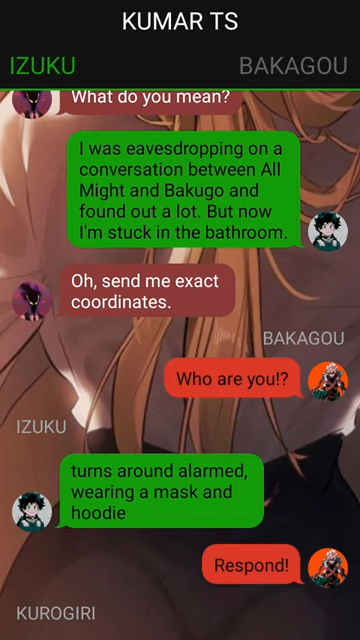 KUMAR TS
IZUKU
BAKAGOU
What do you mean?
I was eavesdropping on a
conversation between All
Might and Bakugo and
found out a lot. But now
I'm stuck in the bathroom.
Oh, send me exact
coordinates.
BAKAGOU
Who are you!?
IZUKU
turns around alarmed,
wearing a mask and
hoodie
Respond!
KUROGIRI